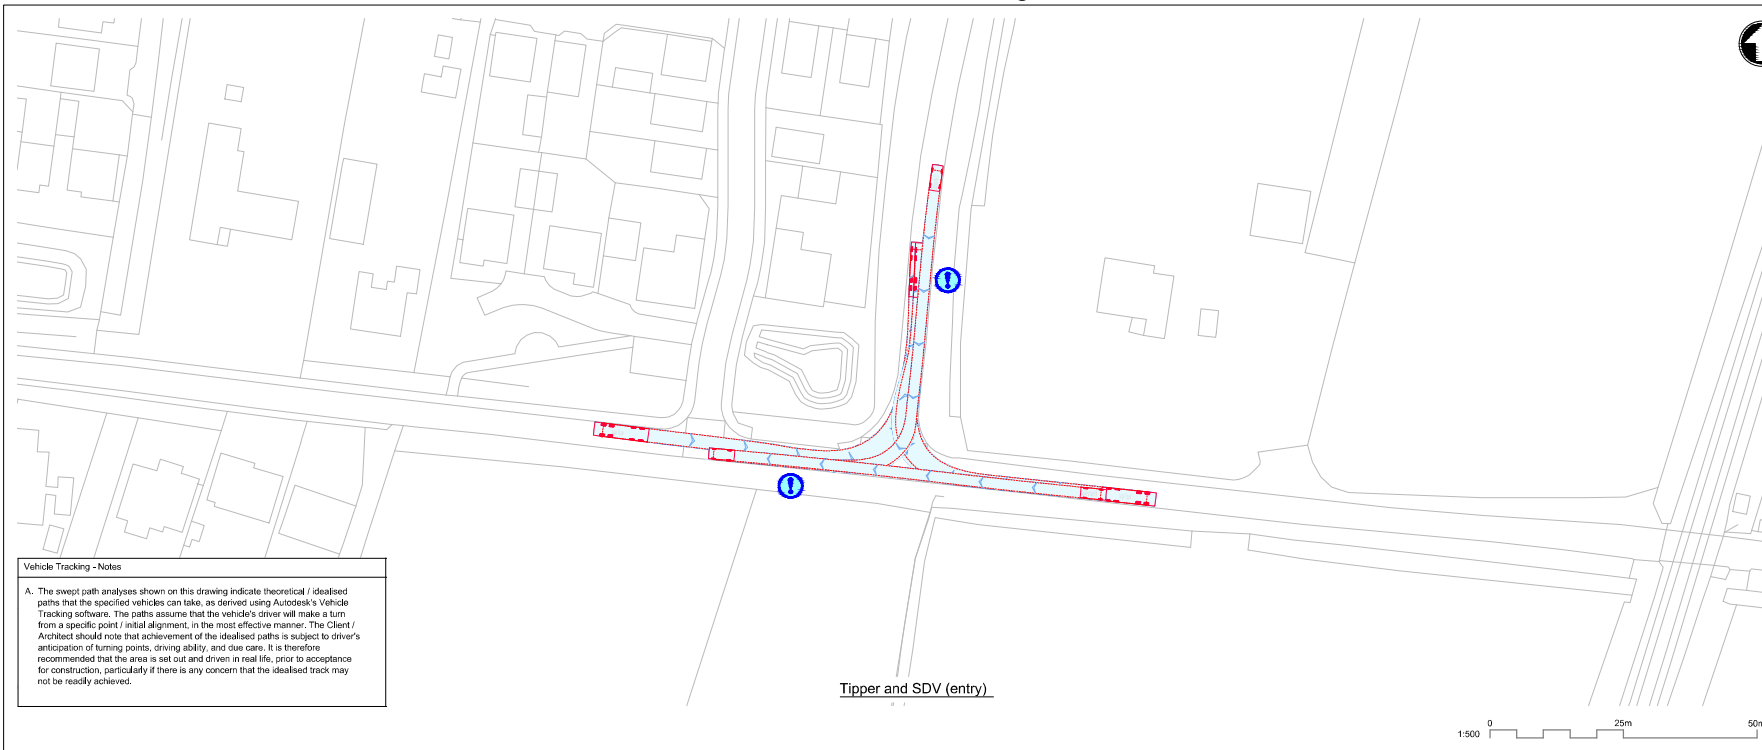 Vehicle Tracking - Notes
A. The swept path analyses shown on this drawing indicate theoretical / idealised
paths that the specified vehicles can take, as derived using Autodesk's Vehicle
Tracking software. The paths assume that the vehicle's driver will make a turn
from a specific point / initial alignment, in the most effective manner. The Client /
Architect should note that achievement of the idealised paths is subject to driver's
anticipation of turning points, driving ability, and due care. It is therefore
recommended that the area is set out and driven in real life, prior to acceptance
for construction, particularly if there is any concern that the idealised track may
not be readily achieved.
Tipper and SDV (entry)
0 25m 50m
1:500